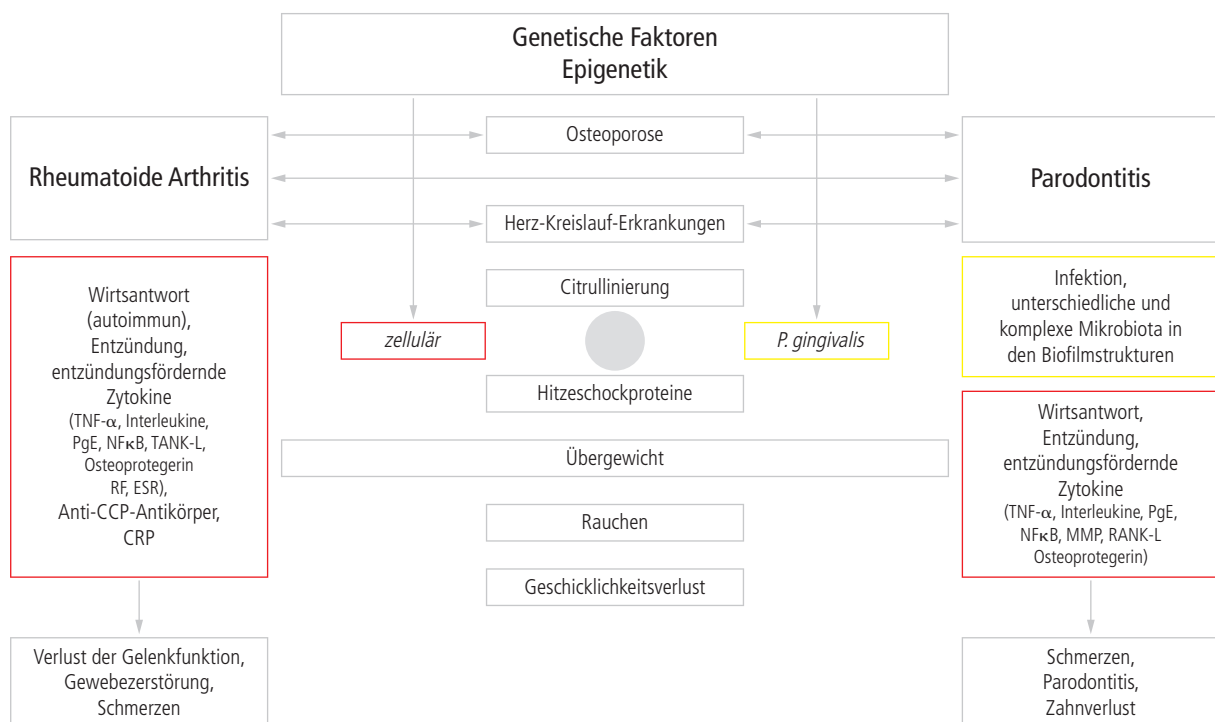 Genetische Faktoren
Epigenetik
Osteoporose
Rheumatoide Arthritis
Parodontitis
Herz-Kreislauf-Erkrankungen
Wirtsantwort
(autoimmun),
Entzündung,
entzündungsfördernde
Zytokine
(TNF-α, Interleukine,
PgE, NFκB, TANK-L,
Osteoprotegerin
RF, ESR),
Anti-CCP-Antikörper,
CRP
Citrullinierung
zellulär
P. gingivalis
Hitzeschockproteine
Infektion,
unterschiedliche und
komplexe Mikrobiota in
den Biofilmstrukturen
Wirtsantwort,
Entzündung,
entzündungsfördernde
Zytokine
(TNF-α, Interleukine, PgE,
NFκB, MMP, RANK-L
Osteoprotegerin)
Übergewicht
Rauchen
Geschicklichkeitsverlust
Verlust der Gelenkfunktion,
Gewebezerstörung,
Schmerzen
Schmerzen,
Parodontitis,
Zahnverlust